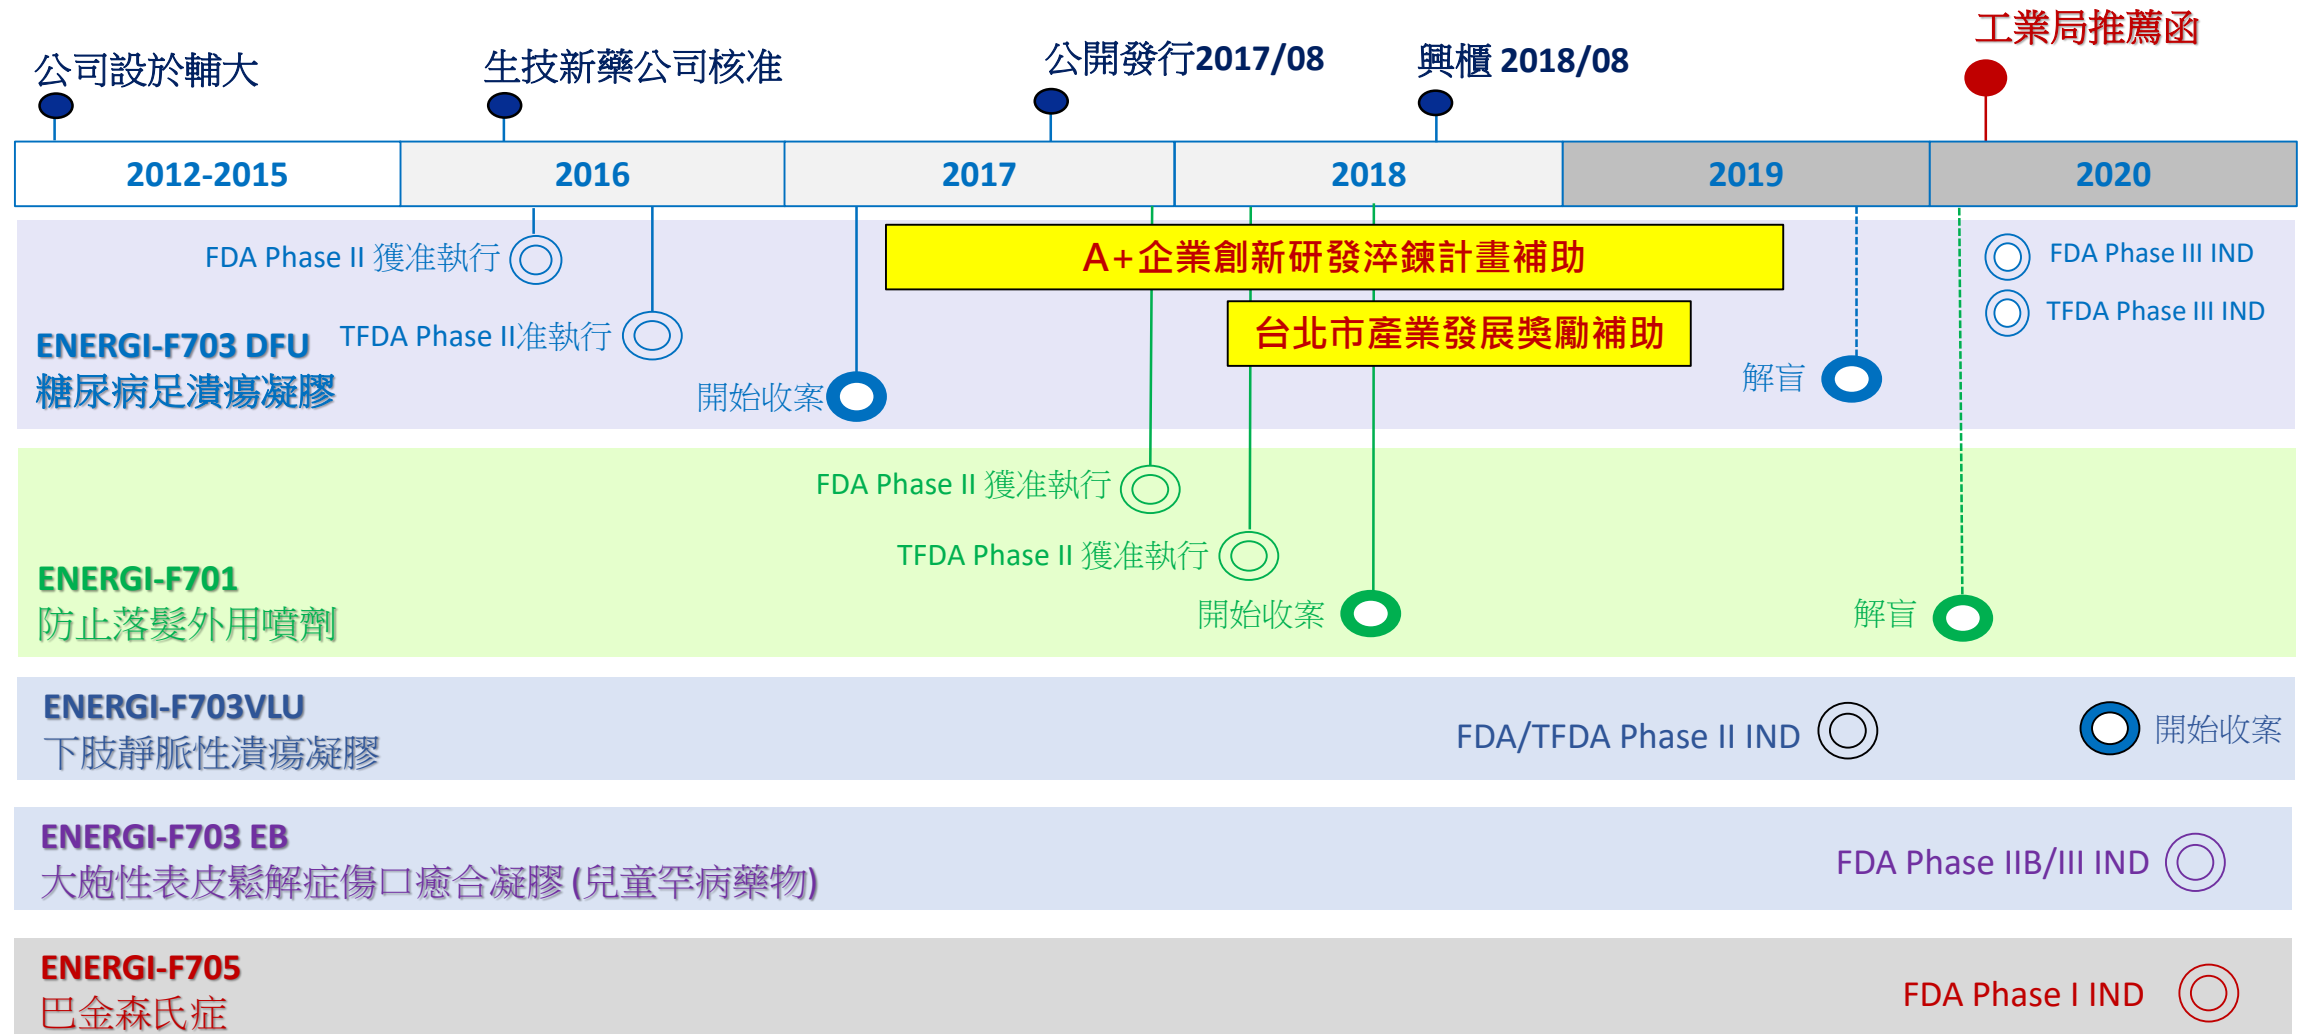 工業局推薦函
公司設於輔大
生技新藥公司核准
公開發行2017/08
興櫃 2018/08
2012-2015
2016
2017
2018
2019
2020
FDA Phase II 獲准執行
A+企業創新研發淬鍊計畫補助
FDA Phase III IND
TFDA Phase III IND
ENERGI-F703 DFU
糖尿病足潰瘍凝膠
TFDA Phase II准執行
台北市產業發展獎勵補助
開始收案
解盲
FDA Phase II 獲准執行
TFDA Phase II 獲准執行
ENERGI-F701
防止落髮外用噴劑
開始收案
解盲
ENERGI-F703VLU
下肢靜脈性潰瘍凝膠
FDA/TFDA Phase II IND
開始收案
ENERGI-F703 EB
大皰性表皮鬆解症傷口癒合凝膠 (兒童罕病藥物)
FDA Phase IIB/III IND
ENERGI-F705
巴金森氏症
FDA Phase I IND